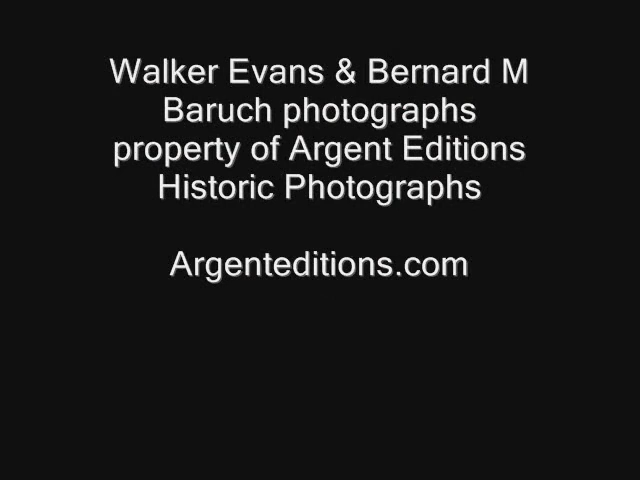 Walker Evans & Bernard M
Baruch photographs
property of Argent Editions
Historic Photographs
Argenteditions.com